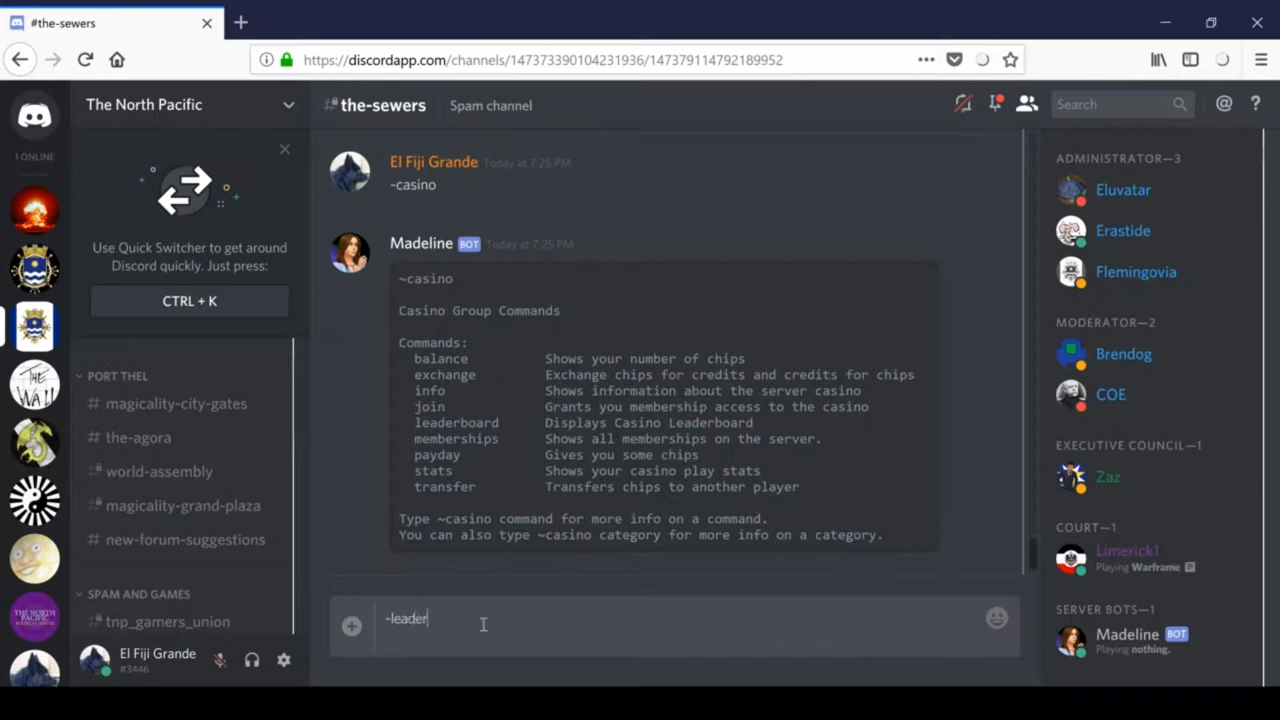 #the-sewers
https://discordapp.com/channels/147373390104231936/147379114792189952
1 ONLINE
THE WALL
THE NORTH
PACIFIC
The North Pacific
Use Quick Switcher to get around
Discord quickly. Just press:
CTRL + K
PORT THEL
# magicality-city-gates
# the-agora
# world-assembly
# magicality-grand-plaza
# new-forum-suggestions
SPAM AND GAMES
# tnp_gamers_union
El Fiji Grande
#3446
# the-sewers Spam channel
Search
@ ?
El Fiji Grande Today at 7:25 PM
-casino
Madeline BOT Today at 7:25 PM
~casino
Casino Group Commands
Commands:
balance Shows your number of chips
exchange Exchange chips for credits and credits for chips
info Shows information about the server casino
join Grants you membership access to the casino
leaderboard Displays Casino Leaderboard
memberships Shows all memberships on the server.
payday Gives you some chips
stats Shows your casino play stats
transfer Transfers chips to another player
Type ~casino command for more info on a command.
You can also type ~casino category for more info on a category.
-leader
ADMINISTRATOR—3
Eluvatar
Erastide
Flemingovia
MODERATOR—2
Brendog
COE
EXECUTIVE COUNCIL—1
Zaz
COURT—1
Limerick1
Playing Warframe
SERVER BOTS—1
Madeline BOT
Playing nothing.